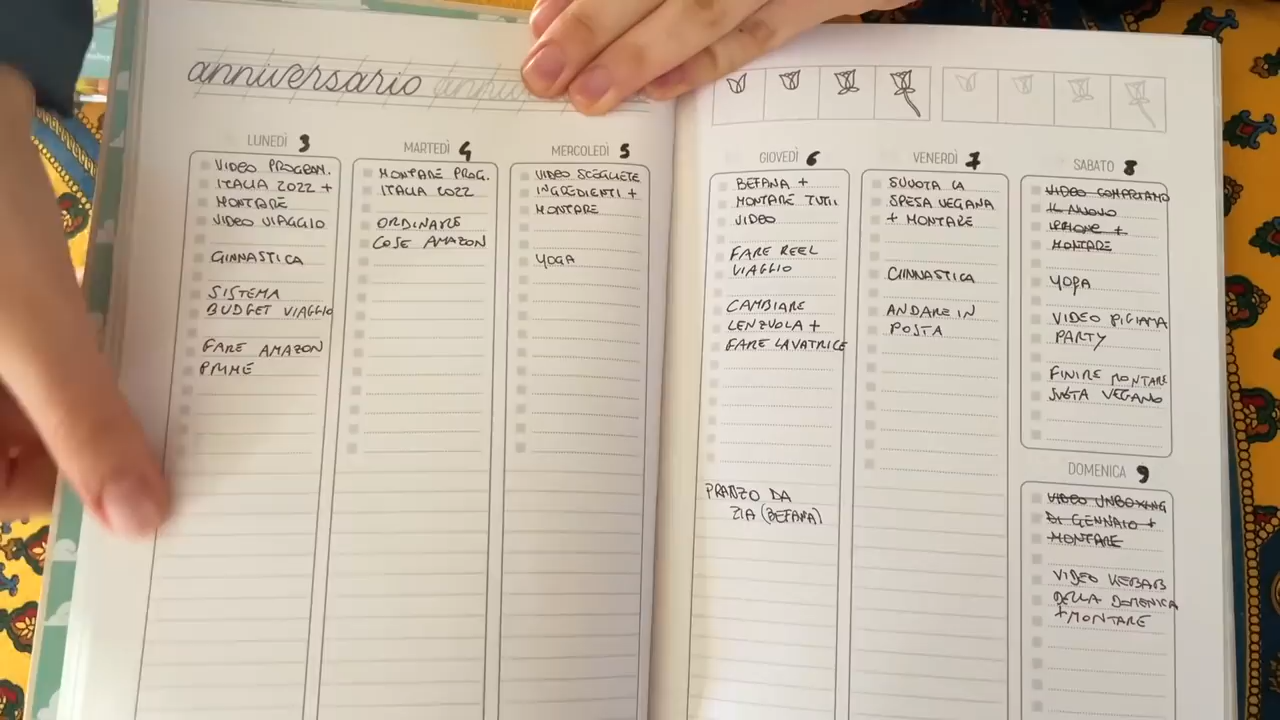 anniversario
LUNEDÌ 3
VIDEO PROGRAM.
ITALIA 2022 +
MONTARE
VIDEO VIAGGIO
GINNASTICA
SISTEMA
BUDGET VIAGGIO
FARE AMAZON
MARTEDÌ 4
MONTARE PROG.
ITALIA 2022
ORDINARE
COSE AMAZON
MERCOLEDÌ 5
VIDEO SCEGLIETE
INGREDIENTI +
MONTARE
YOGA
GIOVEDÌ 6
BEFANA +
MONTARE TUTTI
VIDEO
FARE REEL
VIAGGIO
CAMBIARE
LENZUOLA +
FARE LAVATRICE
PRANZO DA
ZIA (BEFANA)
VENERDÌ 7
SVUOTA LA
SPESA VEGANA
+ MONTARE
GINNASTICA
ANDARE IN
POSTA
SABATO 8
VIDEO COMPRIAMO
IL NUOVO
IPHONE +
MONTARE
YOGA
VIDEO PIGIAMA
PARTY
FINIRE MONTARE
VEGANO
DOMENICA 9
VIDEO UNBOXING
DI GENNAIO +
MONTARE
VIDEO KEBAB
DELLA DOMENICA
+ MONTARE